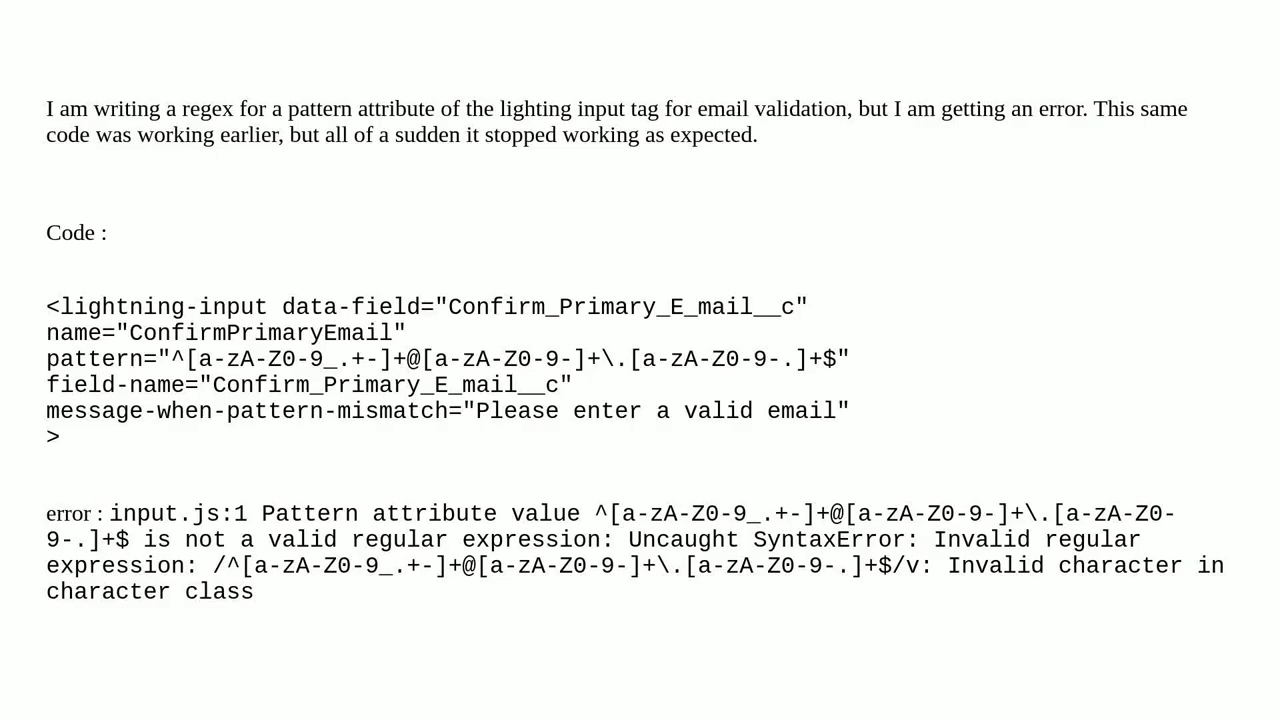 I am writing a regex for a pattern attribute of the lighting input tag for email validation, but I am getting an error. This same
code was working earlier, but all of a sudden it stopped working as expected.
Code :
<lightning-input data-field="Confirm_Primary_E_mail__c"
name="ConfirmPrimaryEmail"
pattern="^[a-zA-Z0-9_.+-]+@[a-zA-Z0-9-]+\.[a-zA-Z0-9-.]+$"
field-name="Confirm_Primary_E_mail__c"
message-when-pattern-mismatch="Please enter a valid email"
>
error : input.js:1 Pattern attribute value ^[a-zA-Z0-9_.+-]+@[a-zA-Z0-9-]+\.[a-zA-Z0-
9-.]+$ is not a valid regular expression: Uncaught SyntaxError: Invalid regular
expression: /^[a-zA-Z0-9_.+-]+@[a-zA-Z0-9-]+\.[a-zA-Z0-9-.]+$/v: Invalid character in
character class